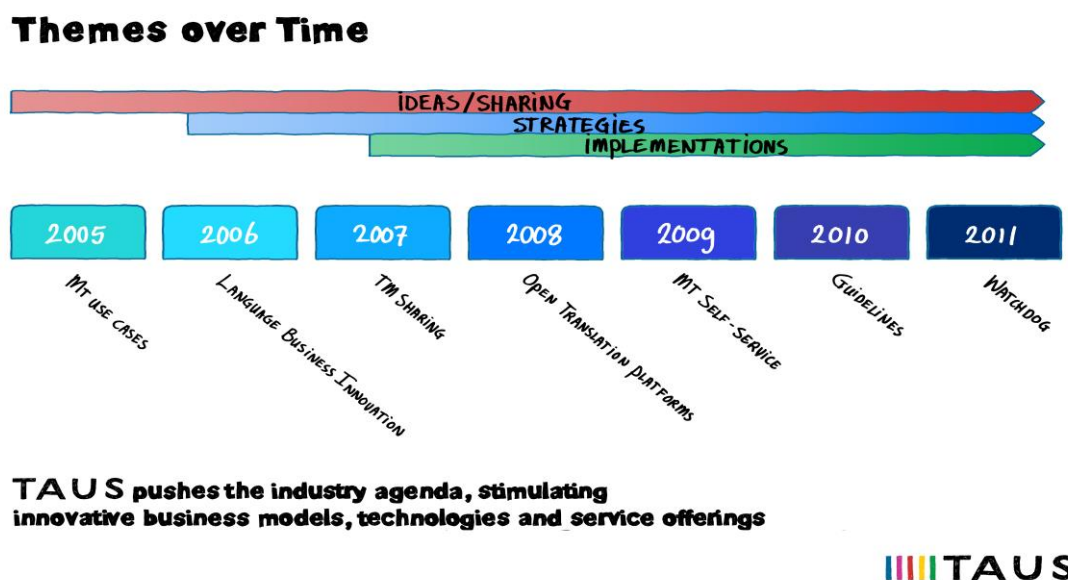 Themes over Time
IDEAS/SHARING
STRATEGIES
IMPLEMENTATIONS
2005
2006
2007
2008
2009
2010
2011
MT USE CASES
LANGUAGE BUSINESS INNOVATION
TM SHARING
OPEN TRANSLATION PLATFORMS
MT SELF-SERVICE
GUIDELINES
WATCHDOG
TAUS pushes the industry agenda, stimulating
innovative business models, technologies and service offerings
TAUS